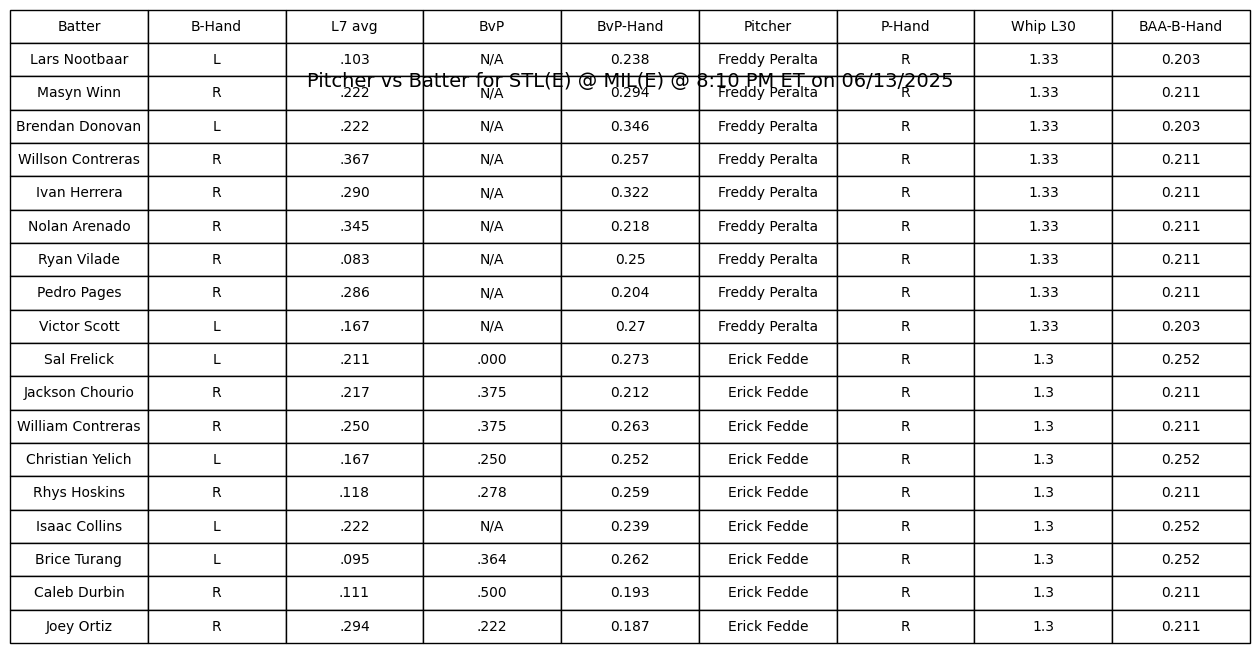 Batter B-Hand L7 avg BvP BvP-Hand Pitcher P-Hand Whip L30 BAA-B-Hand
Lars Nootbaar L .103 N/A 0.238 Freddy Peralta R 1.33 0.203
Pitcher vs Batter for STL(E) @ MIL(E) @ 8:10 PM ET on 06/13/2025
Masyn Winn R .222 N/A 0.294 Freddy Peralta R 1.33 0.211
Brendan Donovan L .222 N/A 0.346 Freddy Peralta R 1.33 0.203
Willson Contreras R .367 N/A 0.257 Freddy Peralta R 1.33 0.211
Ivan Herrera R .290 N/A 0.322 Freddy Peralta R 1.33 0.211
Nolan Arenado R .345 N/A 0.218 Freddy Peralta R 1.33 0.211
Ryan Vilade R .083 N/A 0.25 Freddy Peralta R 1.33 0.211
Pedro Pages R .286 N/A 0.204 Freddy Peralta R 1.33 0.211
Victor Scott L .167 N/A 0.27 Freddy Peralta R 1.33 0.203
Sal Frelick L .211 .000 0.273 Erick Fedde R 1.3 0.252
Jackson Chourio R .217 .375 0.212 Erick Fedde R 1.3 0.211
William Contreras R .250 .375 0.263 Erick Fedde R 1.3 0.211
Christian Yelich L .167 .250 0.252 Erick Fedde R 1.3 0.252
Rhys Hoskins R .118 .278 0.259 Erick Fedde R 1.3 0.211
Isaac Collins L .222 N/A 0.239 Erick Fedde R 1.3 0.252
Brice Turang L .095 .364 0.262 Erick Fedde R 1.3 0.252
Caleb Durbin R .111 .500 0.193 Erick Fedde R 1.3 0.211
Joey Ortiz R .294 .222 0.187 Erick Fedde R 1.3 0.211